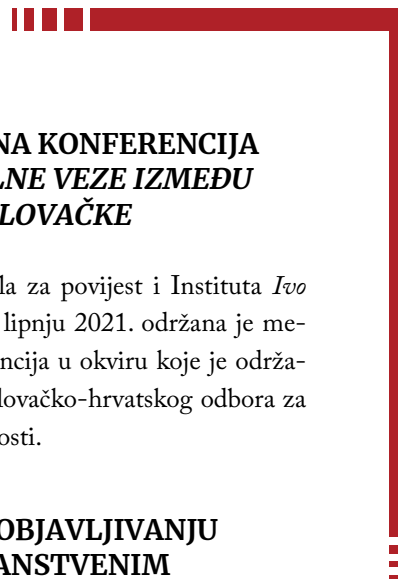 NA KONFERENCIJA
LNE VEZE IZMEĐU
LOVAČKE
la za povijest i Instituta Ivo
lipnju 2021. održana je me-
ncija u okviru koje je održa-
lovačko-hrvatskog odbora za
osti.
OBJAVLJIVANJU
ANSTVENIM